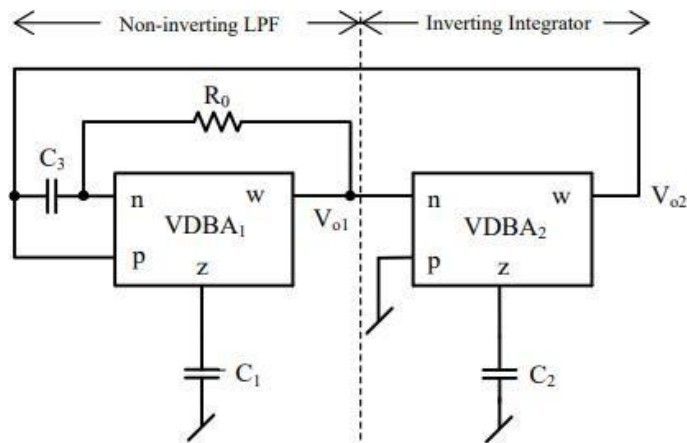 Non-inverting LPF
Inverting Integrator
R₀
C₃
n
w
VDBA₁
p
z
Vₒ₁
n
w
VDBA₂
p
z
Vₒ₂
C₁
C₂